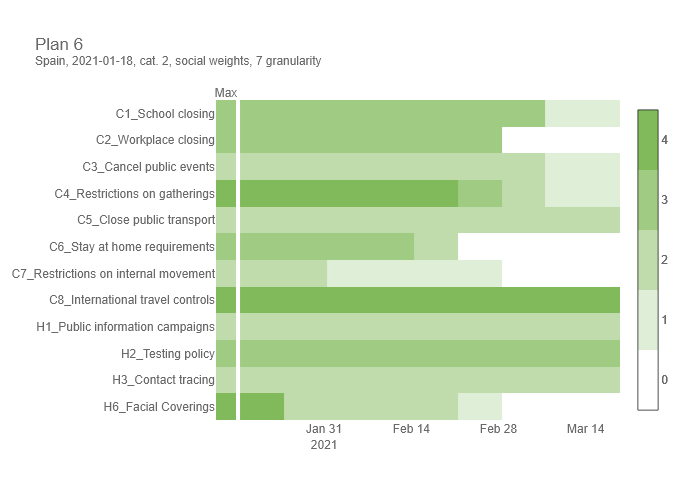 Plan 6
Spain, 2021-01-18, cat. 2, social weights, 7 granularity
Max
C1_School closing
C2_Workplace closing
C3_Cancel public events
C4_Restrictions on gatherings
C5_Close public transport
C6_Stay at home requirements
C7_Restrictions on internal movement
C8_International travel controls
H1_Public information campaigns
H2_Testing policy
H3_Contact tracing
H6_Facial Coverings
Jan 31 Feb 14 Feb 28 Mar 14
2021
4
3
2
1
0